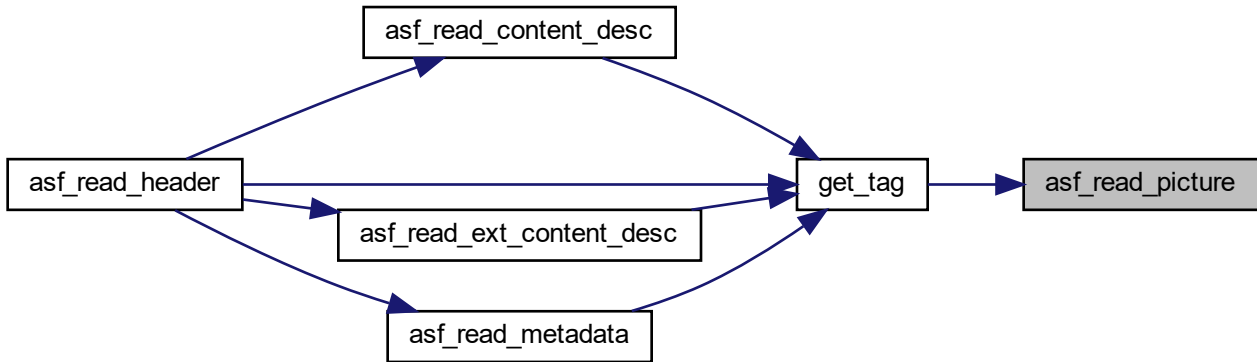 asf_read_content_desc
asf_read_header
get_tag
asf_read_picture
asf_read_ext_content_desc
asf_read_metadata